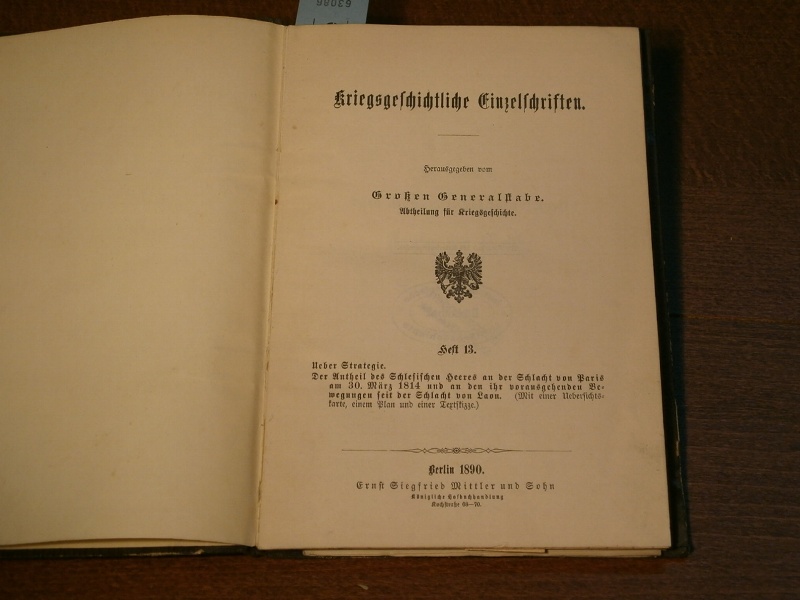 63086
Kriegsgeschichtliche Einzelschriften.
Herausgegeben vom
Großen Generalstabe.
Abtheilung für Kriegsgeschichte.
Heft 13.
Ueber Strategie.
Der Antheil des Schlesischen Heeres an der Schlacht von Paris
am 30. März 1814 und an den ihr vorausgehenden Be-
wegungen seit der Schlacht von Laon. (Mit einer Uebersichts-
karte, einem Plan und einer Textskizze.)
Berlin 1890.
Ernst Siegfried Mittler und Sohn
Königliche Hofbuchhandlung
Kochstraße 68—70.